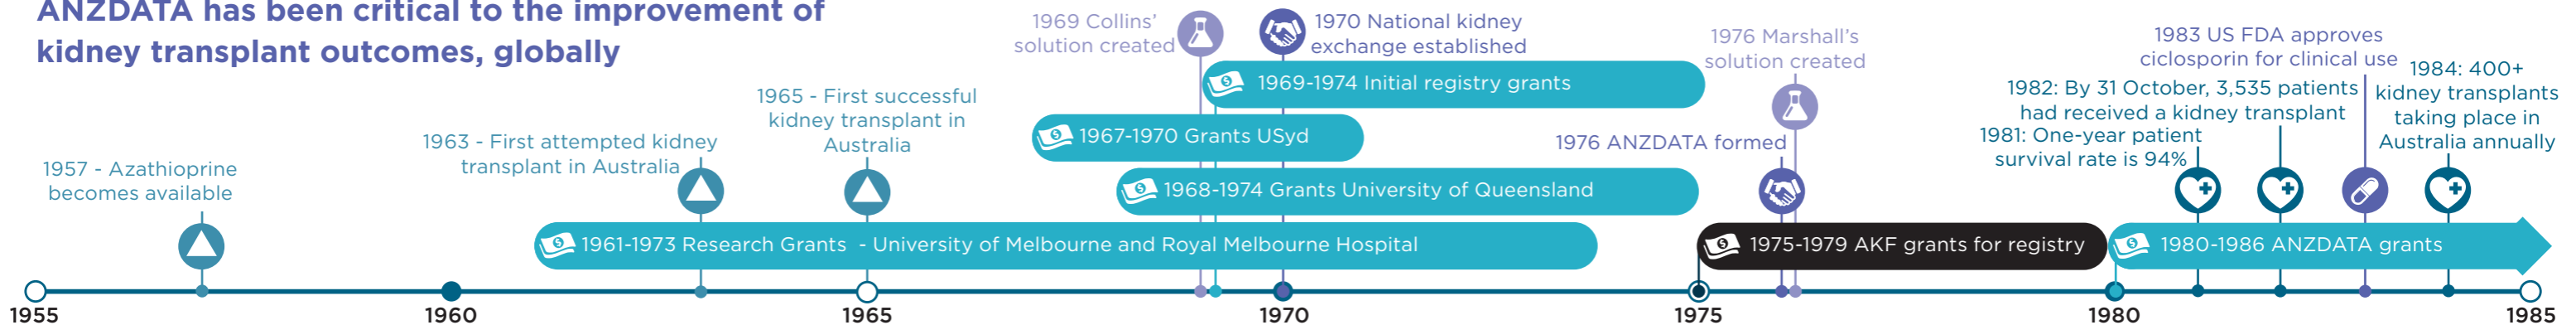 ANZDATA has been critical to the improvement of
kidney transplant outcomes, globally
1957 - Azathioprine
becomes available
1963 - First attempted kidney
transplant in Australia
1965 - First successful
kidney transplant in
Australia
1969 Collins’
solution created
1970 National kidney
exchange established
1976 Marshall’s
solution created
1976 ANZDATA formed
1981: One-year patient
survival rate is 94%
1982: By 31 October, 3,535 patients
had received a kidney transplant
1983 US FDA approves
ciclosporin for clinical use
1984: 400+
kidney transplants
taking place in
Australia annually
1969-1974 Initial registry grants
1967-1970 Grants USyd
1968-1974 Grants University of Queensland
1961-1973 Research Grants - University of Melbourne and Royal Melbourne Hospital
1975-1979 AKF grants for registry
1980-1986 ANZDATA grants
1955
1960
1965
1970
1975
1980
1985